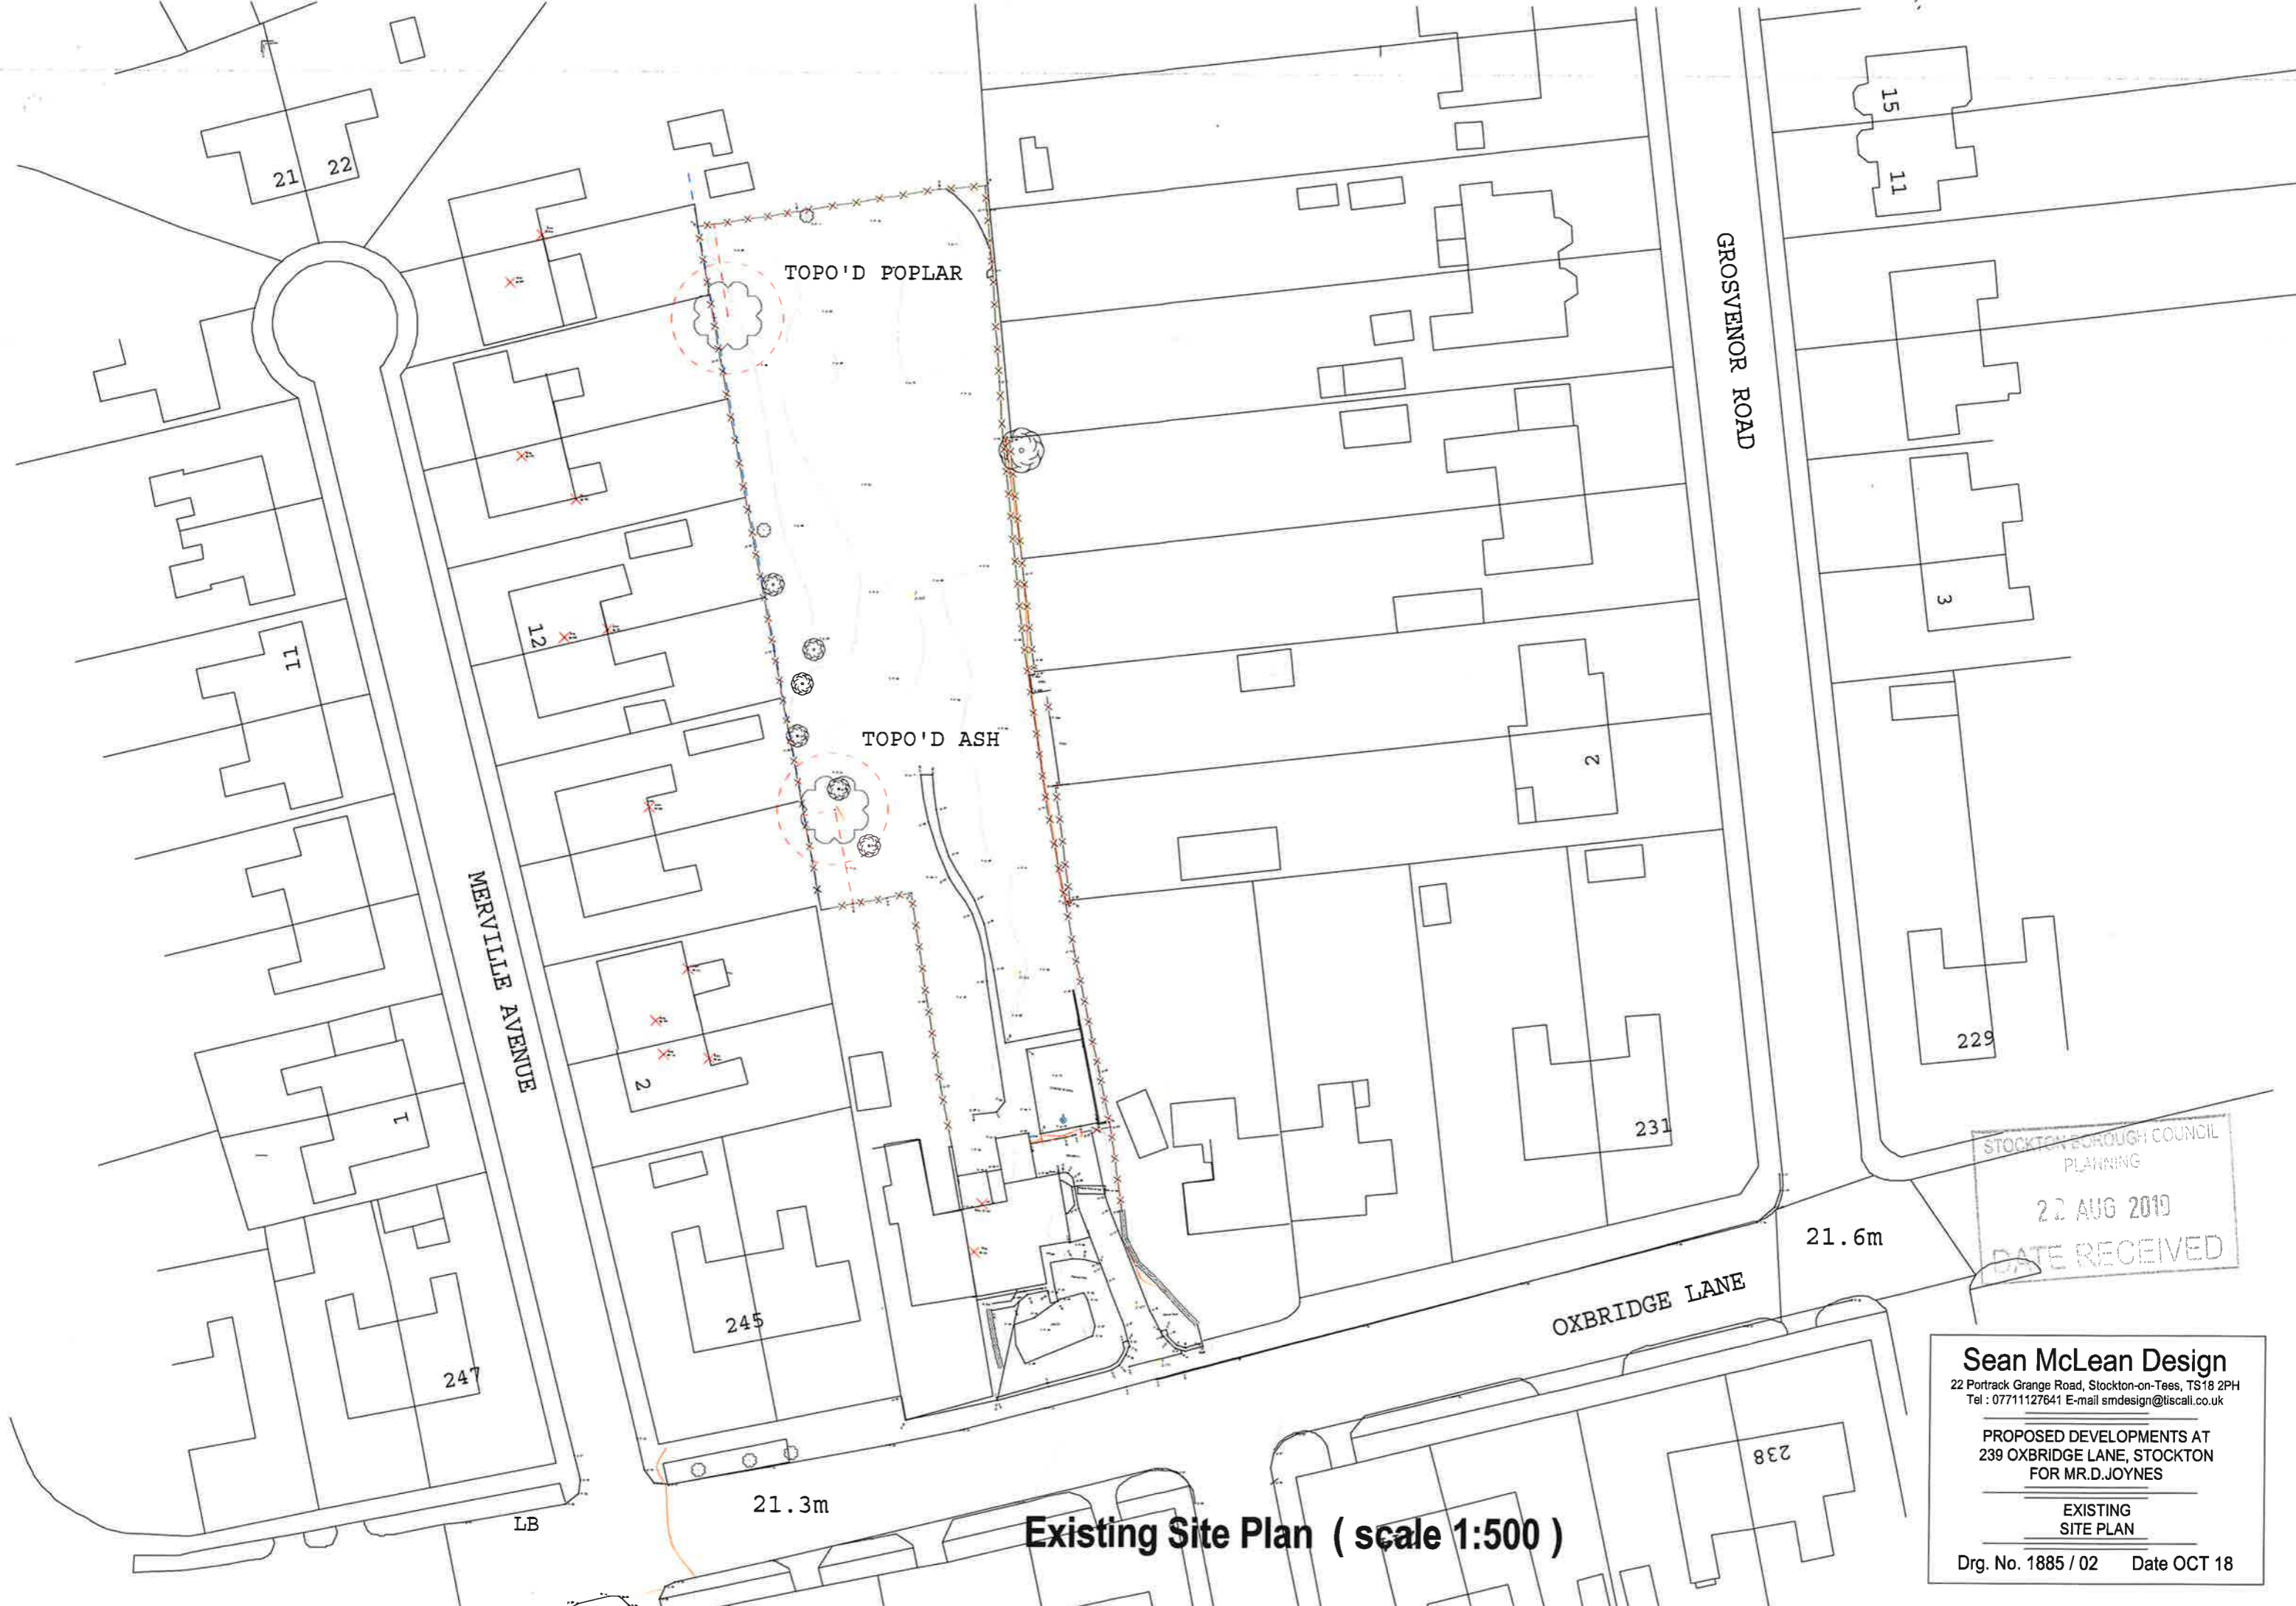 21
22
15
11
TOPO'D POPLAR
GROSVENOR ROAD
3
12
11
TOPO'D ASH
2
MERVILLE AVENUE
2
1
229
231
245
247
21.6m
OXBRIDGE LANE
238
21.3m
LB
Existing Site Plan ( scale 1:500 )
STOCKTON BOROUGH COUNCIL
PLANNING
22 AUG 2019
DATE RECEIVED
Sean McLean Design
22 Portrack Grange Road, Stockton-on-Tees, TS18 2PH
Tel : 07711127641 E-mail smdesign@tiscali.co.uk
PROPOSED DEVELOPMENTS AT
239 OXBRIDGE LANE, STOCKTON
FOR MR.D.JOYNES
EXISTING
SITE PLAN
Drg. No. 1885 / 02 Date OCT 18